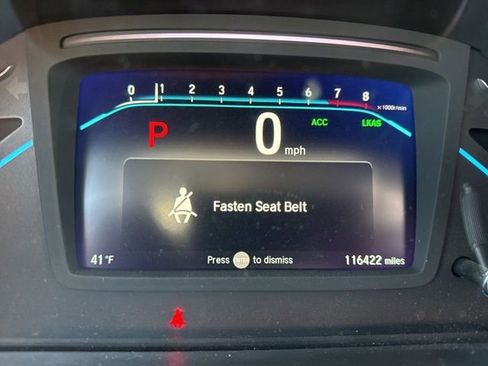 0 1 2 3 4 5 6 7 8 ×1000r/min
P 0 mph ACC LKAS
Fasten Seat Belt
41 °F Press ENTER to dismiss 116422 miles